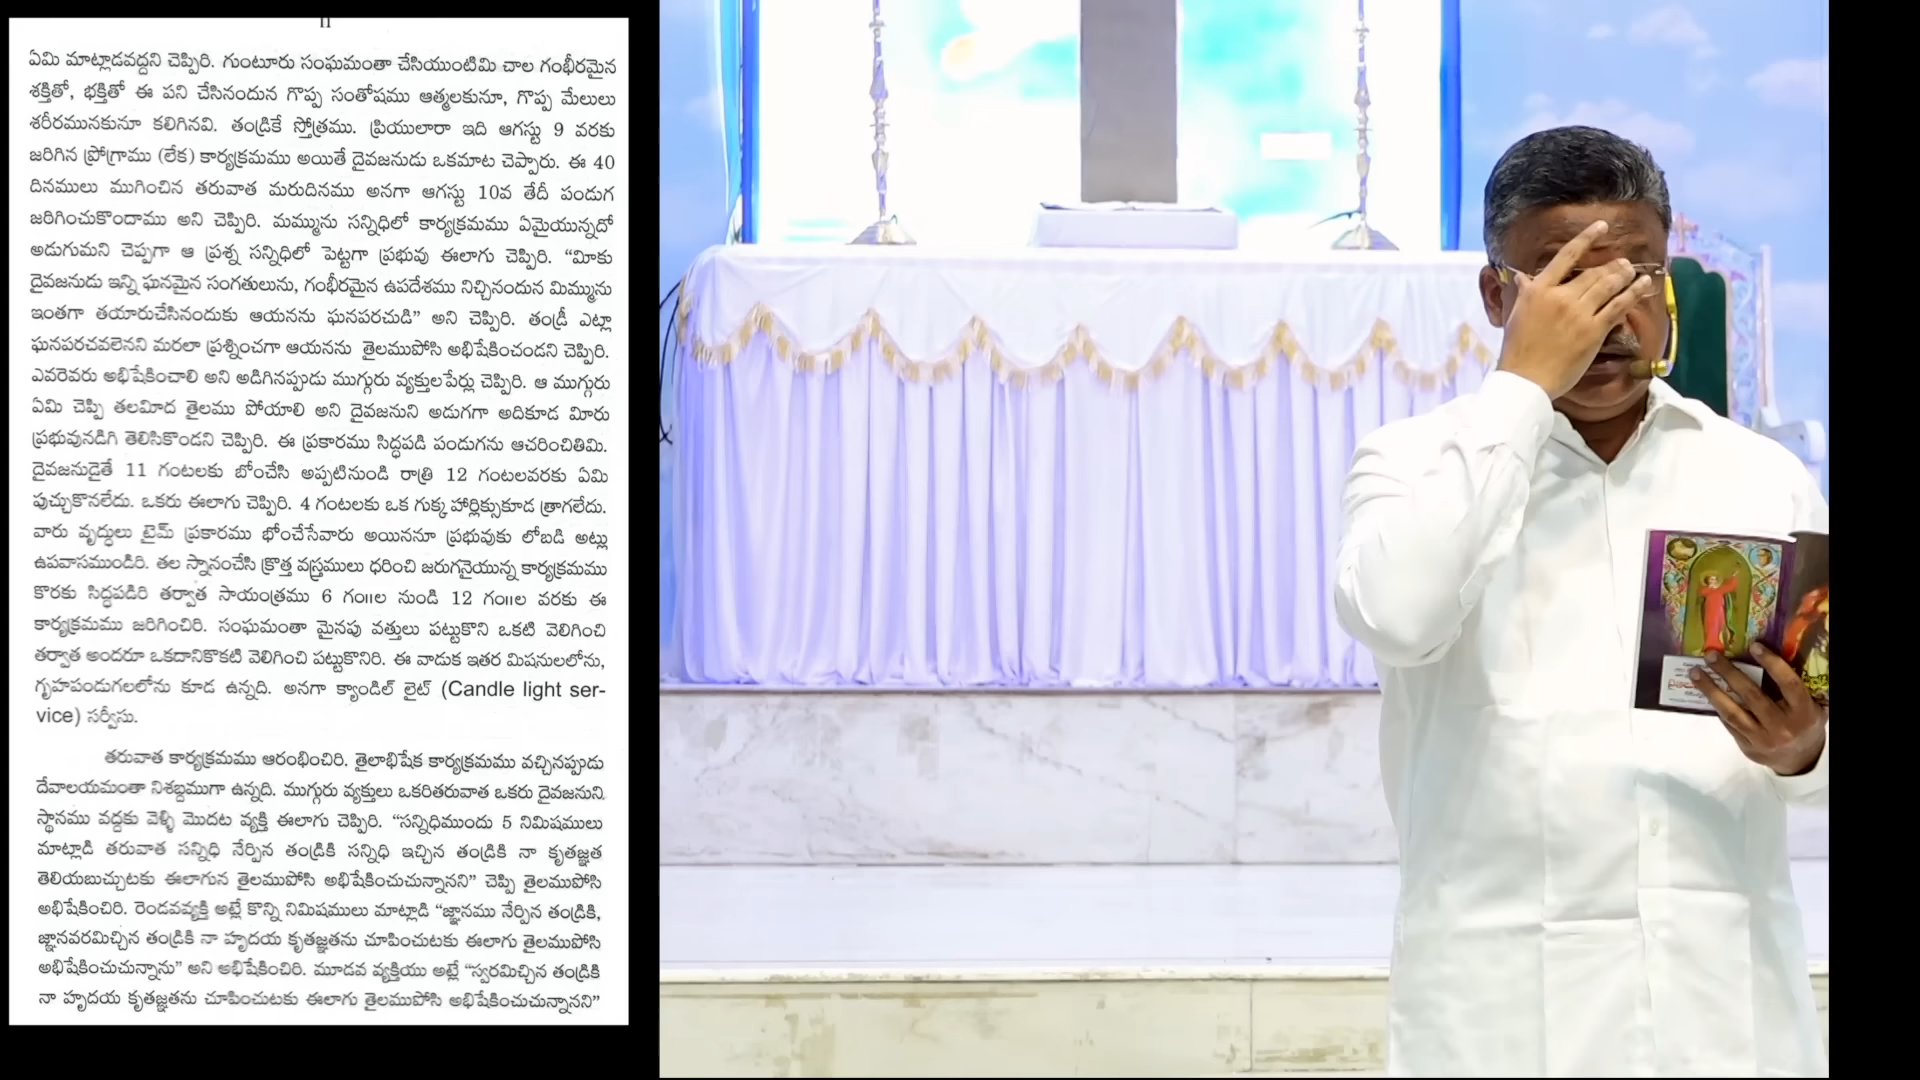 11
ఏమి మాట్లాడవద్దని చెప్పిరి. గుంటూరు సంఘమంతా చేసియుంటిమి చాల గంభీరమైన
శక్తితో, భక్తితో ఈ పని చేసినందున గొప్ప సంతోషము ఆత్మలకునూ, గొప్ప మేలులు
శరీరమునకునూ కలిగినవి. తండ్రికే స్తోత్రము. ప్రియులారా ఇది ఆగస్టు 9 వరకు
జరిగిన ప్రోగ్రాము (లేక) కార్యక్రమము అయితే దైవజనుడు ఒకమాట చెప్పారు. ఈ 40
దినములు ముగించిన తరువాత మరుదినము అనగా ఆగస్టు 10వ తేదీ పండుగ
జరిగించుకొందాము అని చెప్పిరి. మమ్మును సన్నిధిలో కార్యక్రమము ఏమైయున్నదో
అడుగుమని చెప్పగా ఆ ప్రశ్న సన్నిధిలో పెట్టగా ప్రభువు ఈలాగు చెప్పిరి. “మీకు
దైవజనుడు ఇన్ని ఘనమైన సంగతులును, గంభీరమైన ఉపదేశము నిచ్చినందున మిమ్మును
ఇంతగా తయారుచేసినందుకు ఆయనను ఘనపరచుడి” అని చెప్పిరి. తండ్రీ ఎట్లా
ఘనపరచవలెనని మరలా ప్రశ్నించగా ఆయనను తైలముపోసి అభిషేకించండని చెప్పిరి.
ఎవరెవరు అభిషేకించాలి అని అడిగినప్పుడు ముగ్గురు వ్యక్తులపేర్లు చెప్పిరి. ఆ ముగ్గురు
ఏమి చెప్పి తలమీద తైలము పోయాలి అని దైవజనుని అడుగగా అదికూడ మీరు
ప్రభువునడిగి తెలిసికొండని చెప్పిరి. ఈ ప్రకారము సిద్ధపడి పండుగను ఆచరించితిమి.
దైవజనుడైతే 11 గంటలకు బోంచేసి అప్పటినుండి రాత్రి 12 గంటలవరకు ఏమి
పుచ్చుకొనలేదు. ఒకరు ఈలాగు చెప్పిరి. 4 గంటలకు ఒక గుక్క హార్లిక్సుకూడ త్రాగలేదు.
వారు వృద్ధులు టైమ్ ప్రకారము భోంచేసేవారు అయిననూ ప్రభువుకు లోబడి అట్లు
ఉపవాసముండిరి. తల స్నానంచేసి క్రొత్త వస్త్రములు ధరించి జరుగనైయున్న కార్యక్రమము
కొరకు సిద్ధపడిరి తర్వాత సాయంత్రము 6 గం॥ల నుండి 12 గం॥ల వరకు ఈ
కార్యక్రమము జరిగించిరి. సంఘమంతా మైనపు వత్తులు పట్టుకొని ఒకటి వెలిగించి
తర్వాత అందరూ ఒకదానికొకటి వెలిగించి పట్టుకొనిరి. ఈ వాడుక ఇతర మిషనులలోను,
గృహపండుగలలోను కూడ ఉన్నది. అనగా క్యాండిల్ లైట్ (Candle light ser-
vice) సర్వీసు.
తరువాత కార్యక్రమము ఆరంభించిరి. తైలాభిషేక కార్యక్రమము వచ్చినప్పుడు
దేవాలయమంతా నిశబ్దముగా ఉన్నది. ముగ్గురు వ్యక్తులు ఒకరితరువాత ఒకరు దైవజనుని
స్థానము వద్దకు వెళ్ళి మొదట వ్యక్తి ఈలాగు చెప్పిరి. “సన్నిధిముందు 5 నిమిషములు
మాట్లాడి తరువాత సన్నిధి నేర్పిన తండ్రికి సన్నిధి ఇచ్చిన తండ్రికి నా కృతజ్ఞత
తెలియబుచ్చుటకు ఈలాగున తైలముపోసి అభిషేకించుచున్నానని” చెప్పి తైలముపోసి
అభిషేకించిరి. రెండవవ్యక్తి అట్లే కొన్ని నిమిషములు మాట్లాడి “జ్ఞానము నేర్పిన తండ్రికి,
జ్ఞానవరమిచ్చిన తండ్రికి నా హృదయ కృతజ్ఞతను చూపించుటకు ఈలాగు తైలముపోసి
అభిషేకించుచున్నాను” అని అభిషేకించిరి. మూడవ వ్యక్తియు అట్లే “స్వరమిచ్చిన తండ్రికి
నా హృదయ కృతజ్ఞతను చూపించుటకు ఈలాగు తైలముపోసి అభిషేకించుచున్నానని”